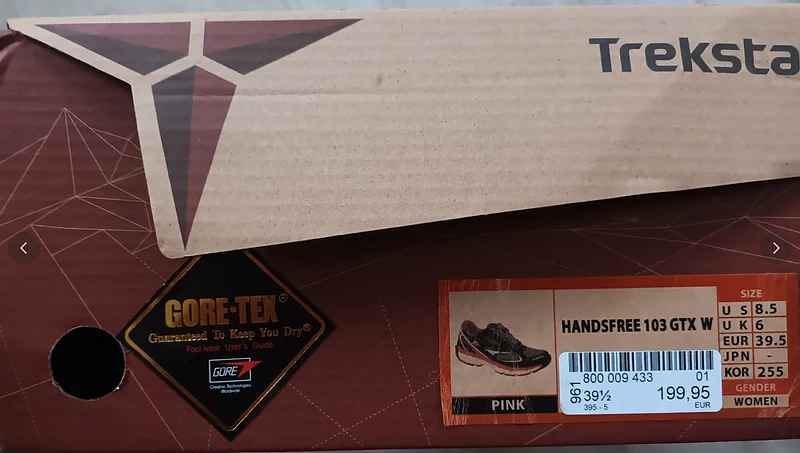 Treksta
GORE-TEX®
Guaranteed To Keep You Dry®
Footwear User's Guide
GORE
Creative Technologies
Worldwide
PINK
HANDSFREE 103 GTX W
961
800 009 433 01
39½ 199,95
395 - 5 EUR
SIZE
US 8.5
UK 6
EUR 39.5
JPN -
KOR 255
GENDER
WOMEN